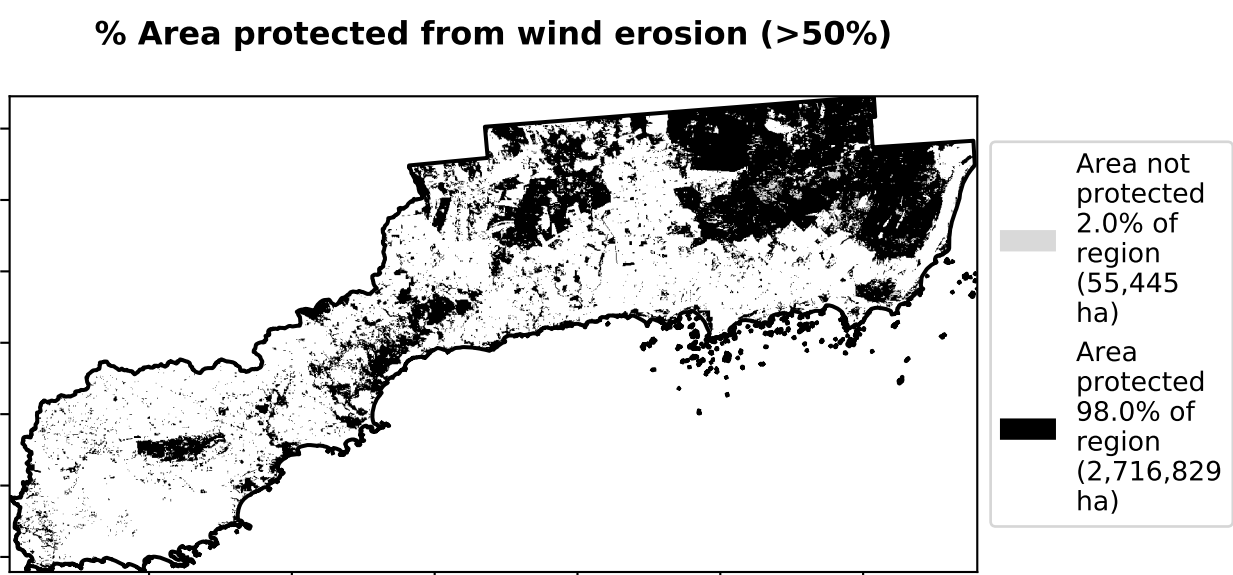 % Area protected from wind erosion (>50%)
Area not
protected
2.0% of
region
(55,445
ha)
Area
protected
98.0% of
region
(2,716,829
ha)